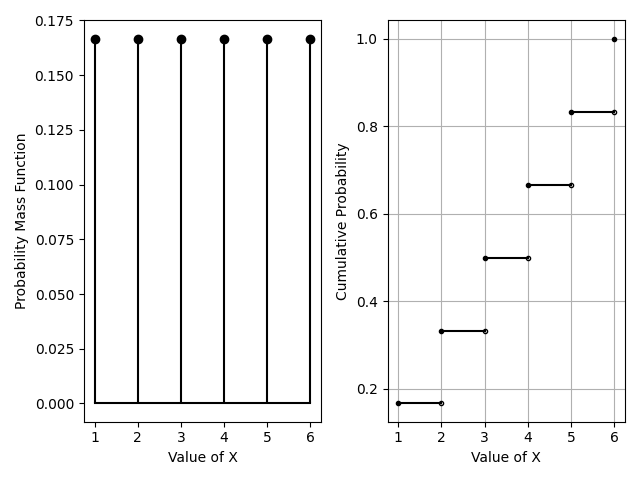 0.175
0.150
0.125
0.100
0.075
0.050
0.025
0.000
Probability Mass Function
1 2 3 4 5 6
Value of X
1.0
0.8
0.6
0.4
0.2
Cumulative Probability
1 2 3 4 5 6
Value of X